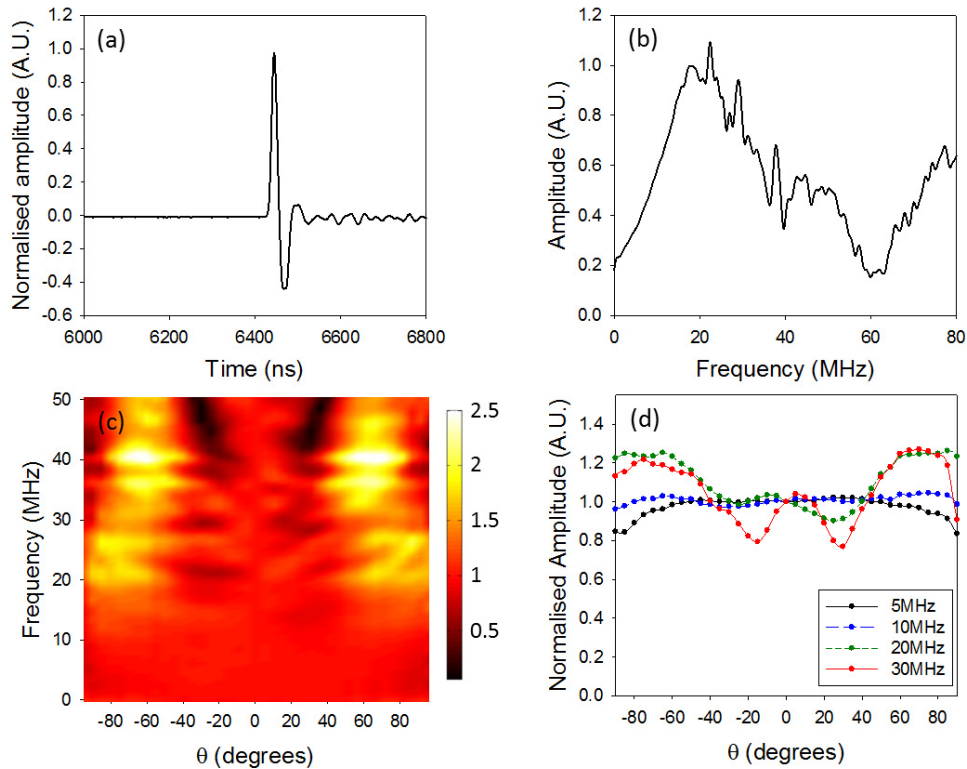 (a)
Normalised amplitude (A.U.)
1.2
1.0
0.8
0.6
0.4
0.2
0.0
-0.2
-0.4
-0.6
6000 6200 6400 6600 6800
Time (ns)
(b)
Amplitude (A.U.)
1.2
1.0
0.8
0.6
0.4
0.2
0.0
0 20 40 60 80
Frequency (MHz)
(c)
Frequency (MHz)
50
40
30
20
10
0
-80 -60 -40 -20 0 20 40 60 80
θ (degrees)
2.5
2
1.5
1
0.5
(d)
Normalised Amplitude (A.U.)
1.4
1.2
1.0
0.8
0.6
0.4
0.2
0.0
-80 -60 -40 -20 0 20 40 60 80
θ (degrees)
5MHz
10MHz
20MHz
30MHz